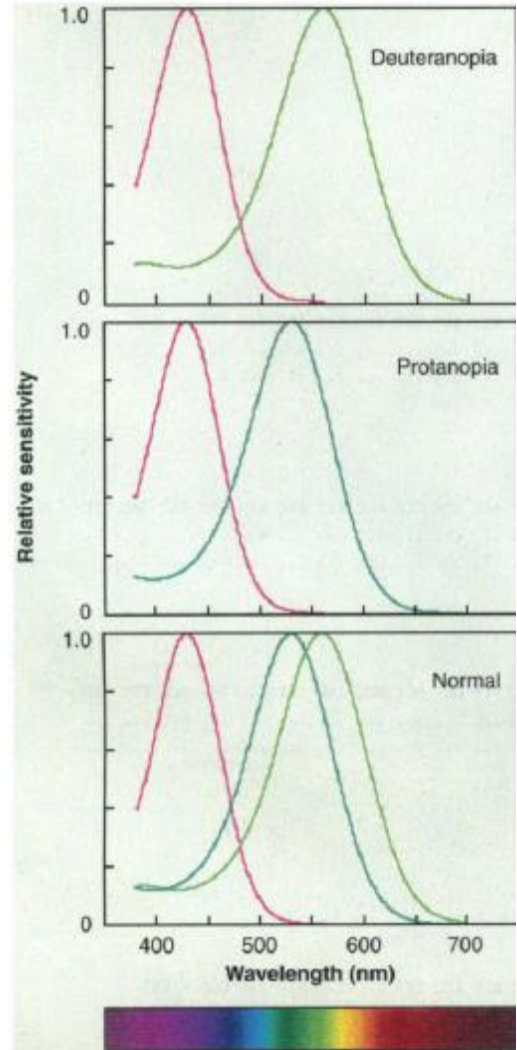 1.0
Deuteranopia
0
1.0
Protanopia
Relative sensitivity
0
1.0
Normal
0
400 500 600 700
Wavelength (nm)